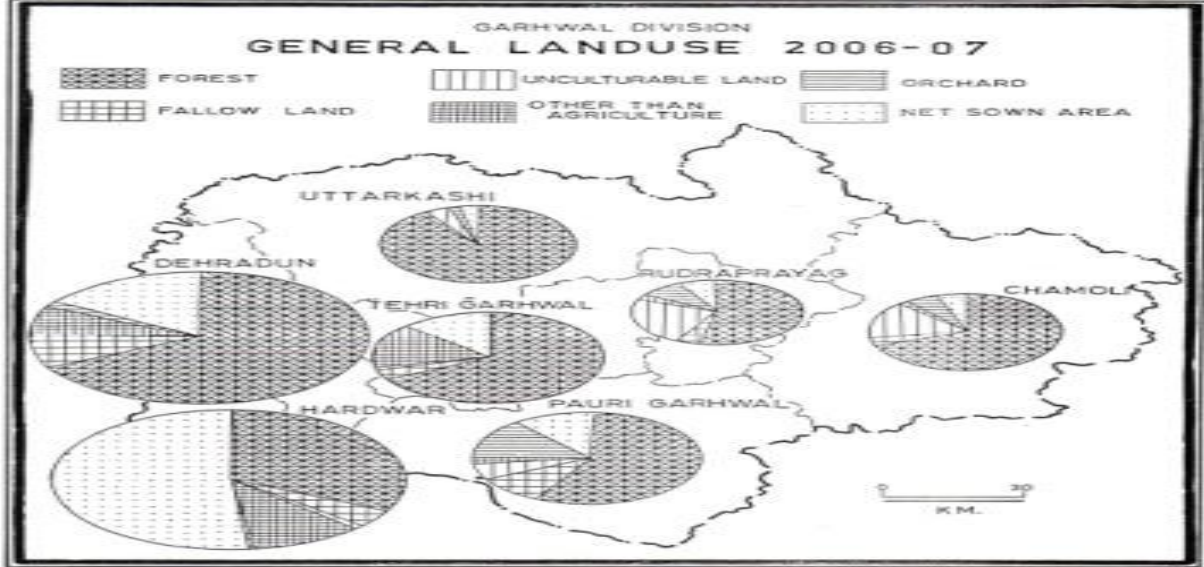 GARHWAL DIVISION
GENERAL LANDUSE 2006-07
FOREST
UNCULTURABLE LAND
ORCHARD
FALLOW LAND
OTHER THAN
AGRICULTURE
NET SOWN AREA
UTTARKASHI
DEHRADUN
RUDRAPRAYAG
TEHRI GARHWAL
CHAMOLI
HARDWAR
PAURI GARHWAL
0 30
KM.